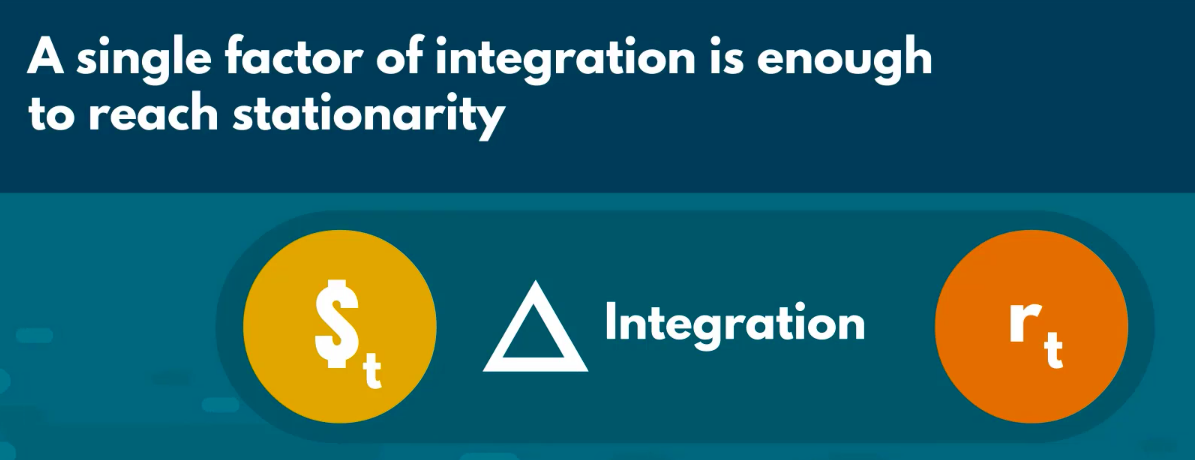 A single factor of integration is enough
to reach stationarity
$t Δ Integration rt